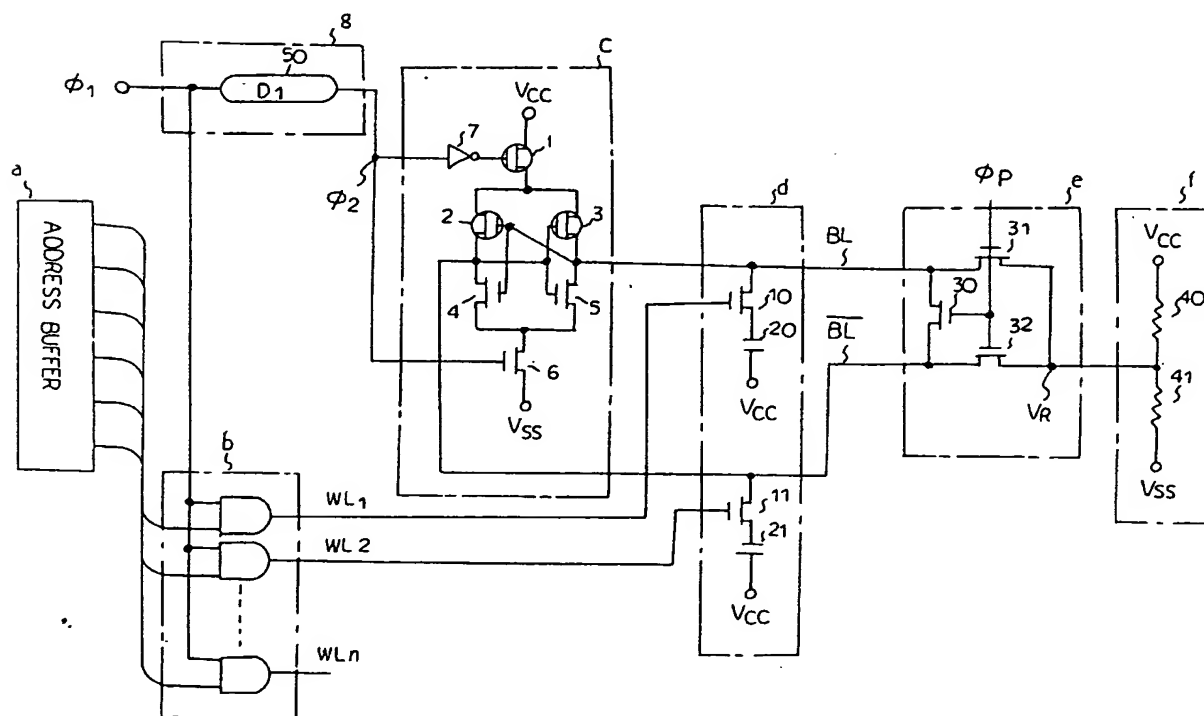 8
50
C
ϕ1
D1
VCC
7
1
a
ϕ2
ϕP
e
f
d
2
3
31
VCC
ADDRESS BUFFER
BL
30
40
4
5
10
32
20
B̅L̅
41
6
VCC
VR
VSS
b
VSS
WL1
11
WL2
21
VCC
WLn